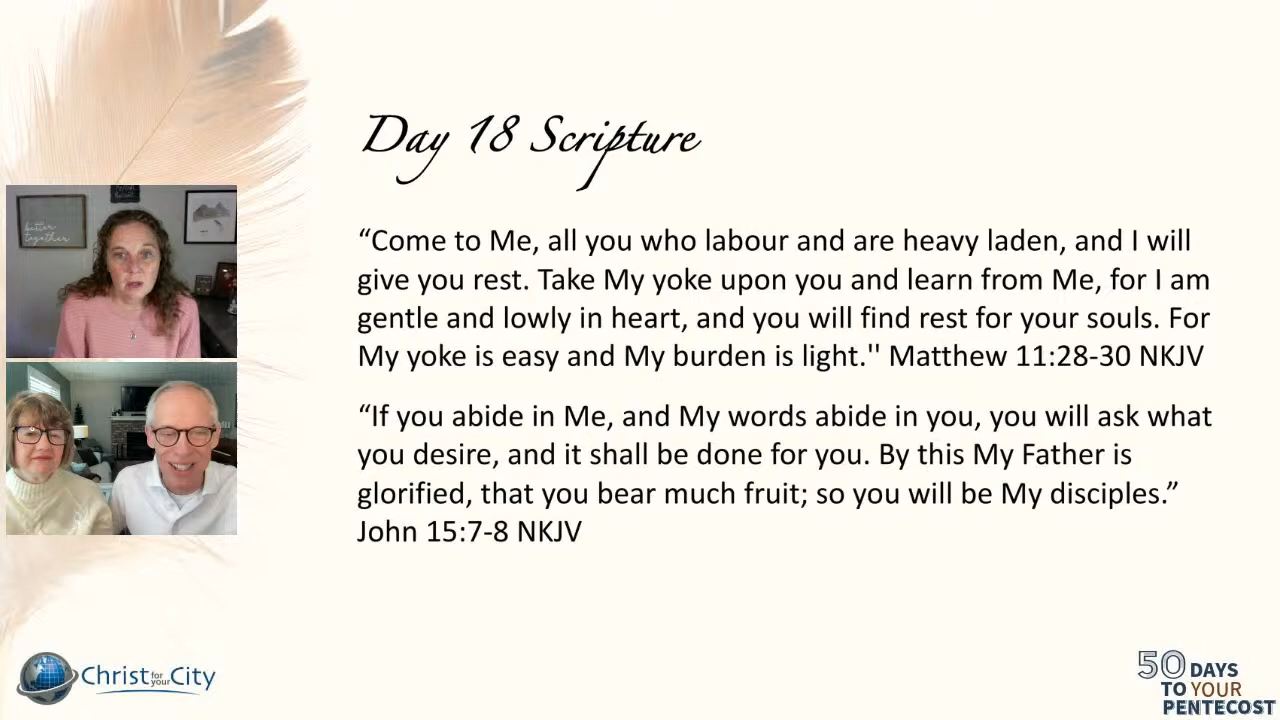 Day 18 Scripture
“Come to Me, all you who labour and are heavy laden, and I will
give you rest. Take My yoke upon you and learn from Me, for I am
gentle and lowly in heart, and you will find rest for your souls. For
My yoke is easy and My burden is light.'' Matthew 11:28-30 NKJV
“If you abide in Me, and My words abide in you, you will ask what
you desire, and it shall be done for you. By this My Father is
glorified, that you bear much fruit; so you will be My disciples.”
John 15:7-8 NKJV
better
together
Christ for your City
50 DAYS
TO YOUR
PENTECOST